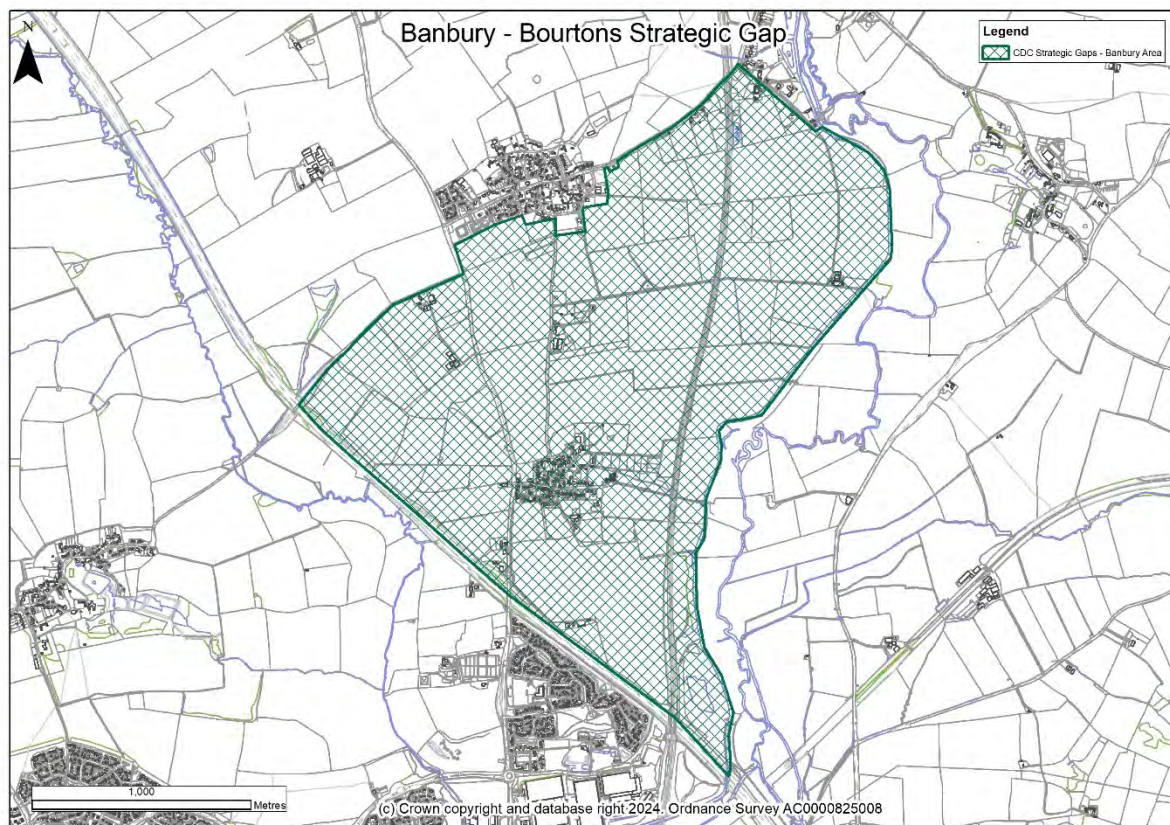 Banbury - Bourtons Strategic Gap
N
Legend
CDC Strategic Gaps - Banbury Area
1,000
Metres
(c) Crown copyright and database right 2024. Ordnance Survey AC0000825008